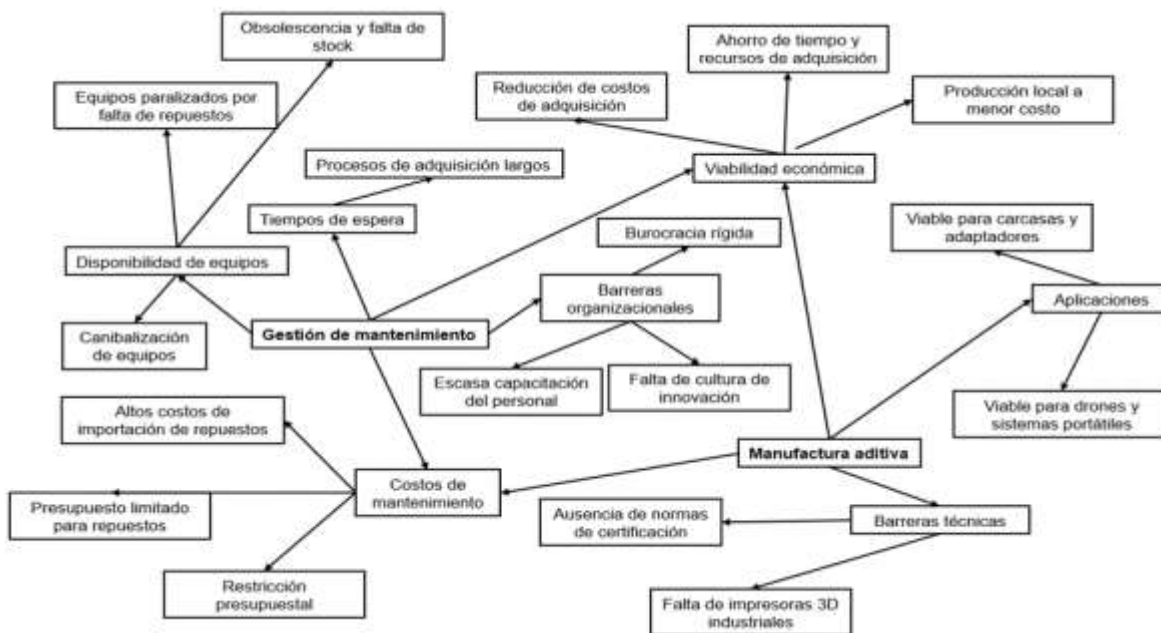 Obsolescencia y falta de
stock
Ahorro de tiempo y
recursos de adquisición
Reducción de costos
de adquisición
Producción local a
menor costo
Equipos paralizados por
falta de repuestos
Procesos de adquisición largos
Viabilidad económica
Tiempos de espera
Burocracia rígida
Viable para carcasas y
adaptadores
Disponibilidad de equipos
Barreras
organizacionales
Aplicaciones
Canibalización
de equipos
Gestión de mantenimiento
Escasa capacitación
del personal
Falta de cultura de
innovación
Viable para drones y
sistemas portátiles
Altos costos de
importación de repuestos
Manufactura aditiva
Costos de
mantenimiento
Presupuesto limitado
para repuestos
Ausencia de normas
de certificación
Barreras técnicas
Restricción
presupuestal
Falta de impresoras 3D
industriales